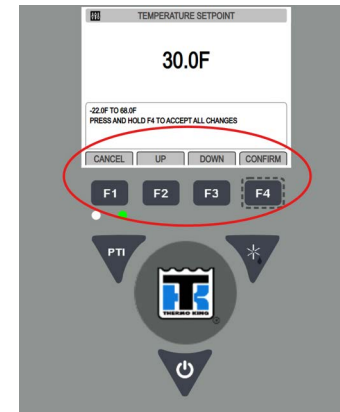 TEMPERATURE SETPOINT
30.0F
-22.0F TO 68.0F
PRESS AND HOLD F4 TO ACCEPT ALL CHANGES
CANCEL UP DOWN CONFIRM
F1 F2 F3 F4
PTI
THERMO KING
®